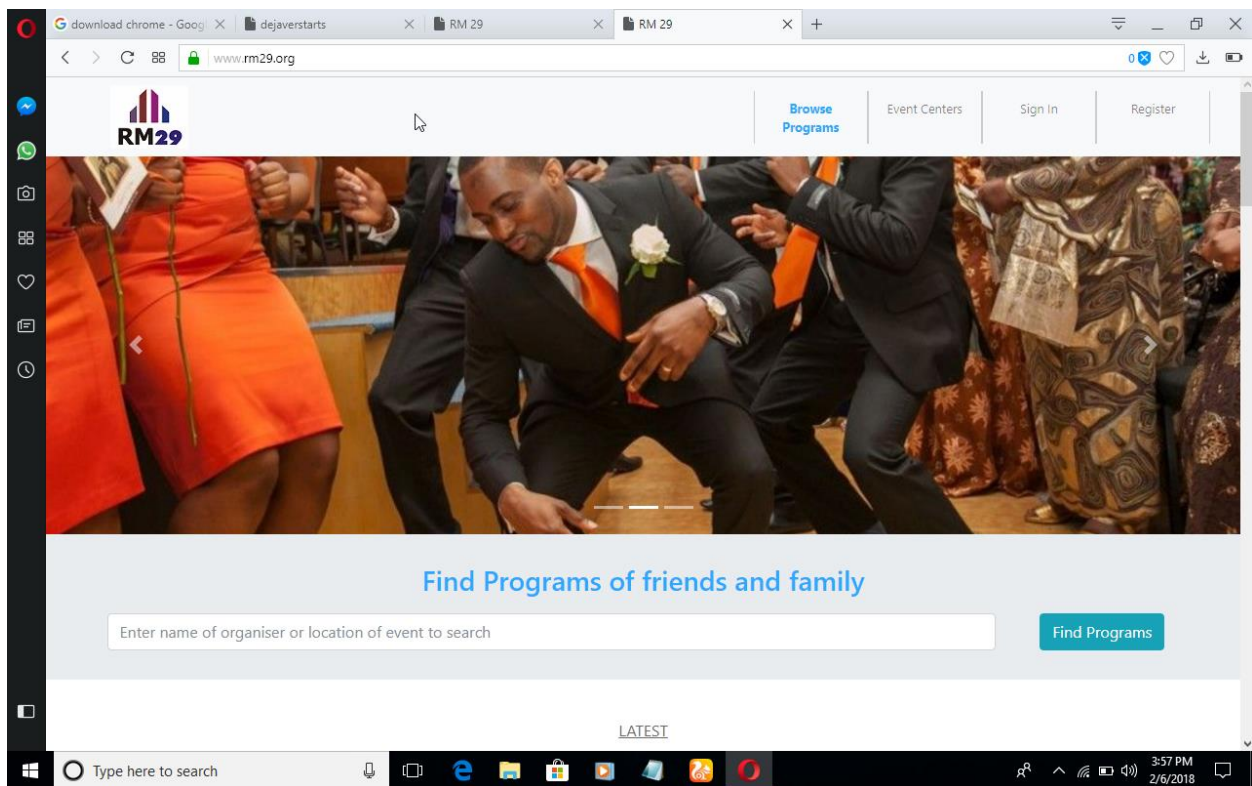 download chrome - Goog
dejaverstarts
RM 29
RM 29
www.rm29.org
0
RM29
Browse
Programs
Event Centers
Sign In
Register
Find Programs of friends and family
Enter name of organiser or location of event to search
Find Programs
LATEST
Type here to search
3:57 PM
2/6/2018